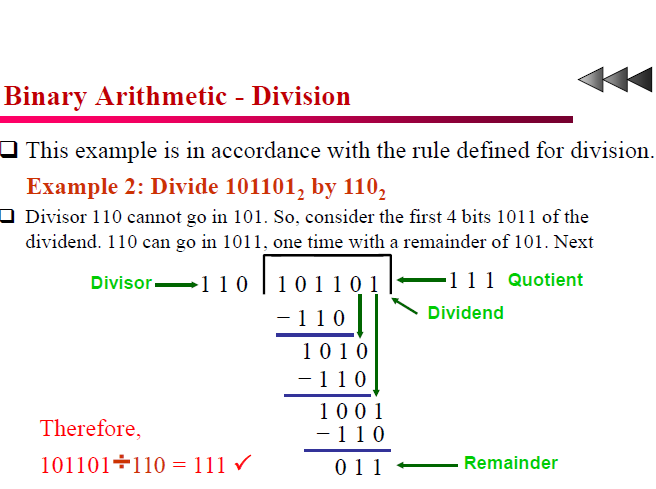 Binary Arithmetic - Division
❑ This example is in accordance with the rule defined for division.
Example 2: Divide 101101₂ by 110₂
❑ Divisor 110 cannot go in 101. So, consider the first 4 bits 1011 of the
dividend. 110 can go in 1011, one time with a remainder of 101. Next
Divisor 1 1 0 1 0 1 1 0 1 1 1 1 Quotient
− 1 1 0 Dividend
1 0 1 0
− 1 1 0
1 0 0 1
Therefore, − 1 1 0
101101÷110 = 111 ✓ 0 1 1 Remainder